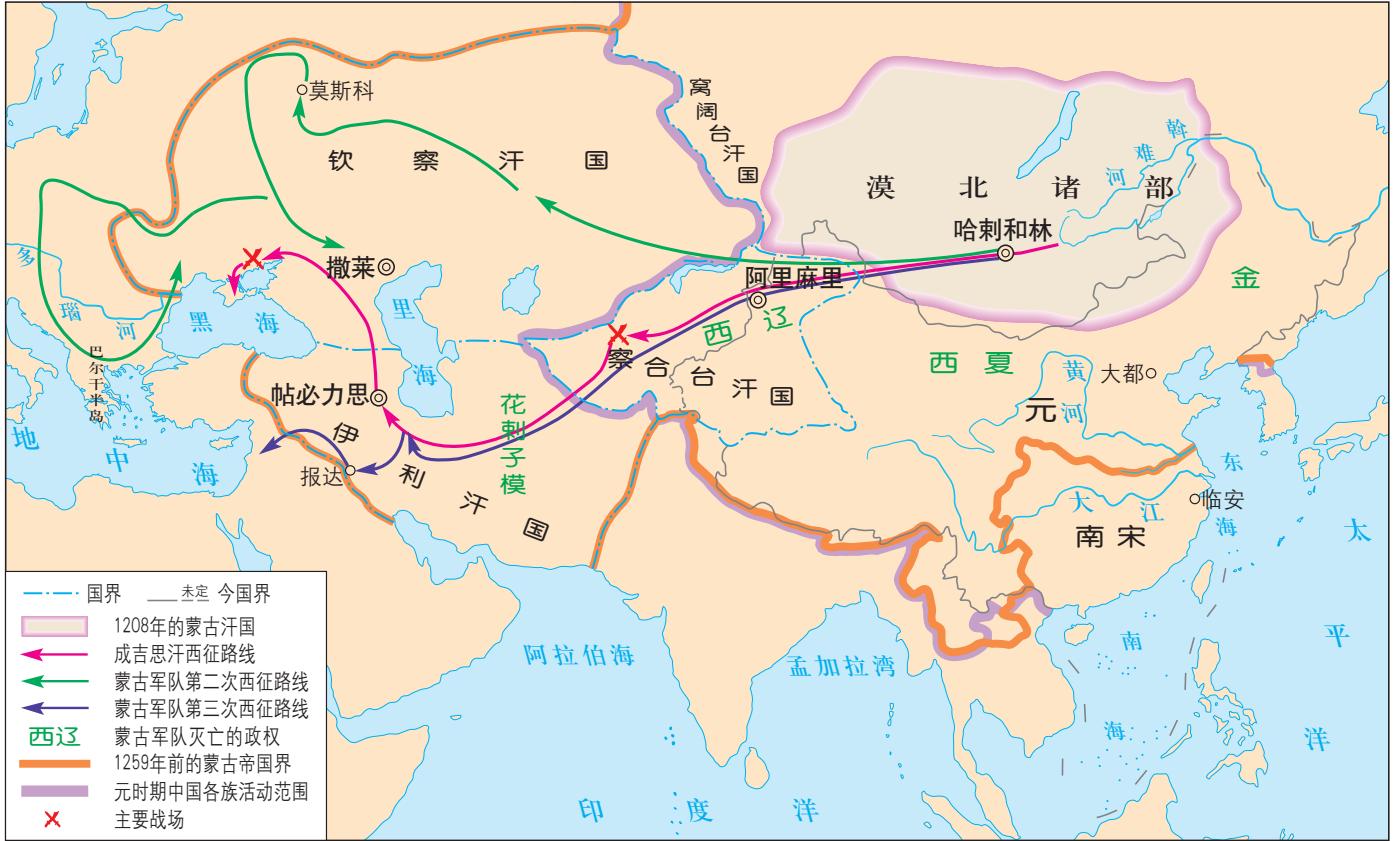 莫斯科
钦察汗国
窝阔台汗国
漠北诸部
斡难河
哈剌和林
多瑙河
撒莱
阿里麻里
金
黑海
里海
西辽
西夏
巴尔干半岛
察合台汗国
黄河
大都
帖必力思
花剌子模
元
地中海
伊利汗国
报达
东海
大江
临安
南宋
太平洋
阿拉伯海
孟加拉湾
南海
印度洋
国界
未定 今国界
1208年的蒙古汗国
成吉思汗西征路线
蒙古军队第二次西征路线
蒙古军队第三次西征路线
西辽 蒙古军队灭亡的政权
1259年前的蒙古帝国界
元时期中国各族活动范围
主要战场